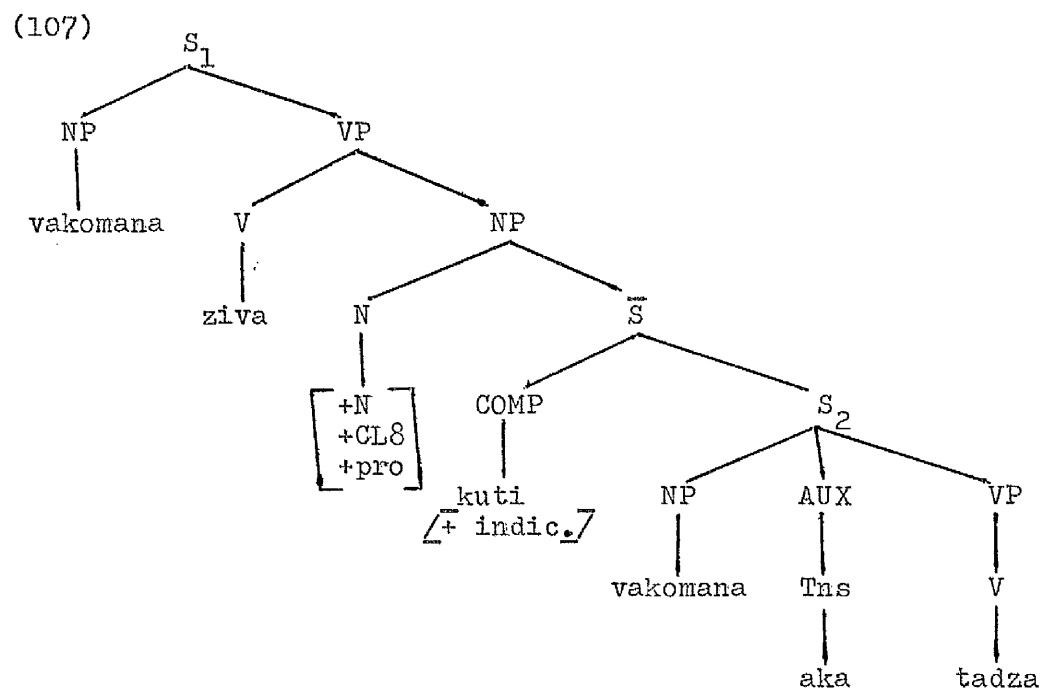 (107)
S1
NP VP
vakomana V NP
ziva N S̄
+N COMP S2
+CL8
+pro
kuti NP AUX VP
[+ indic.]
vakomana Tns V
aka tadza